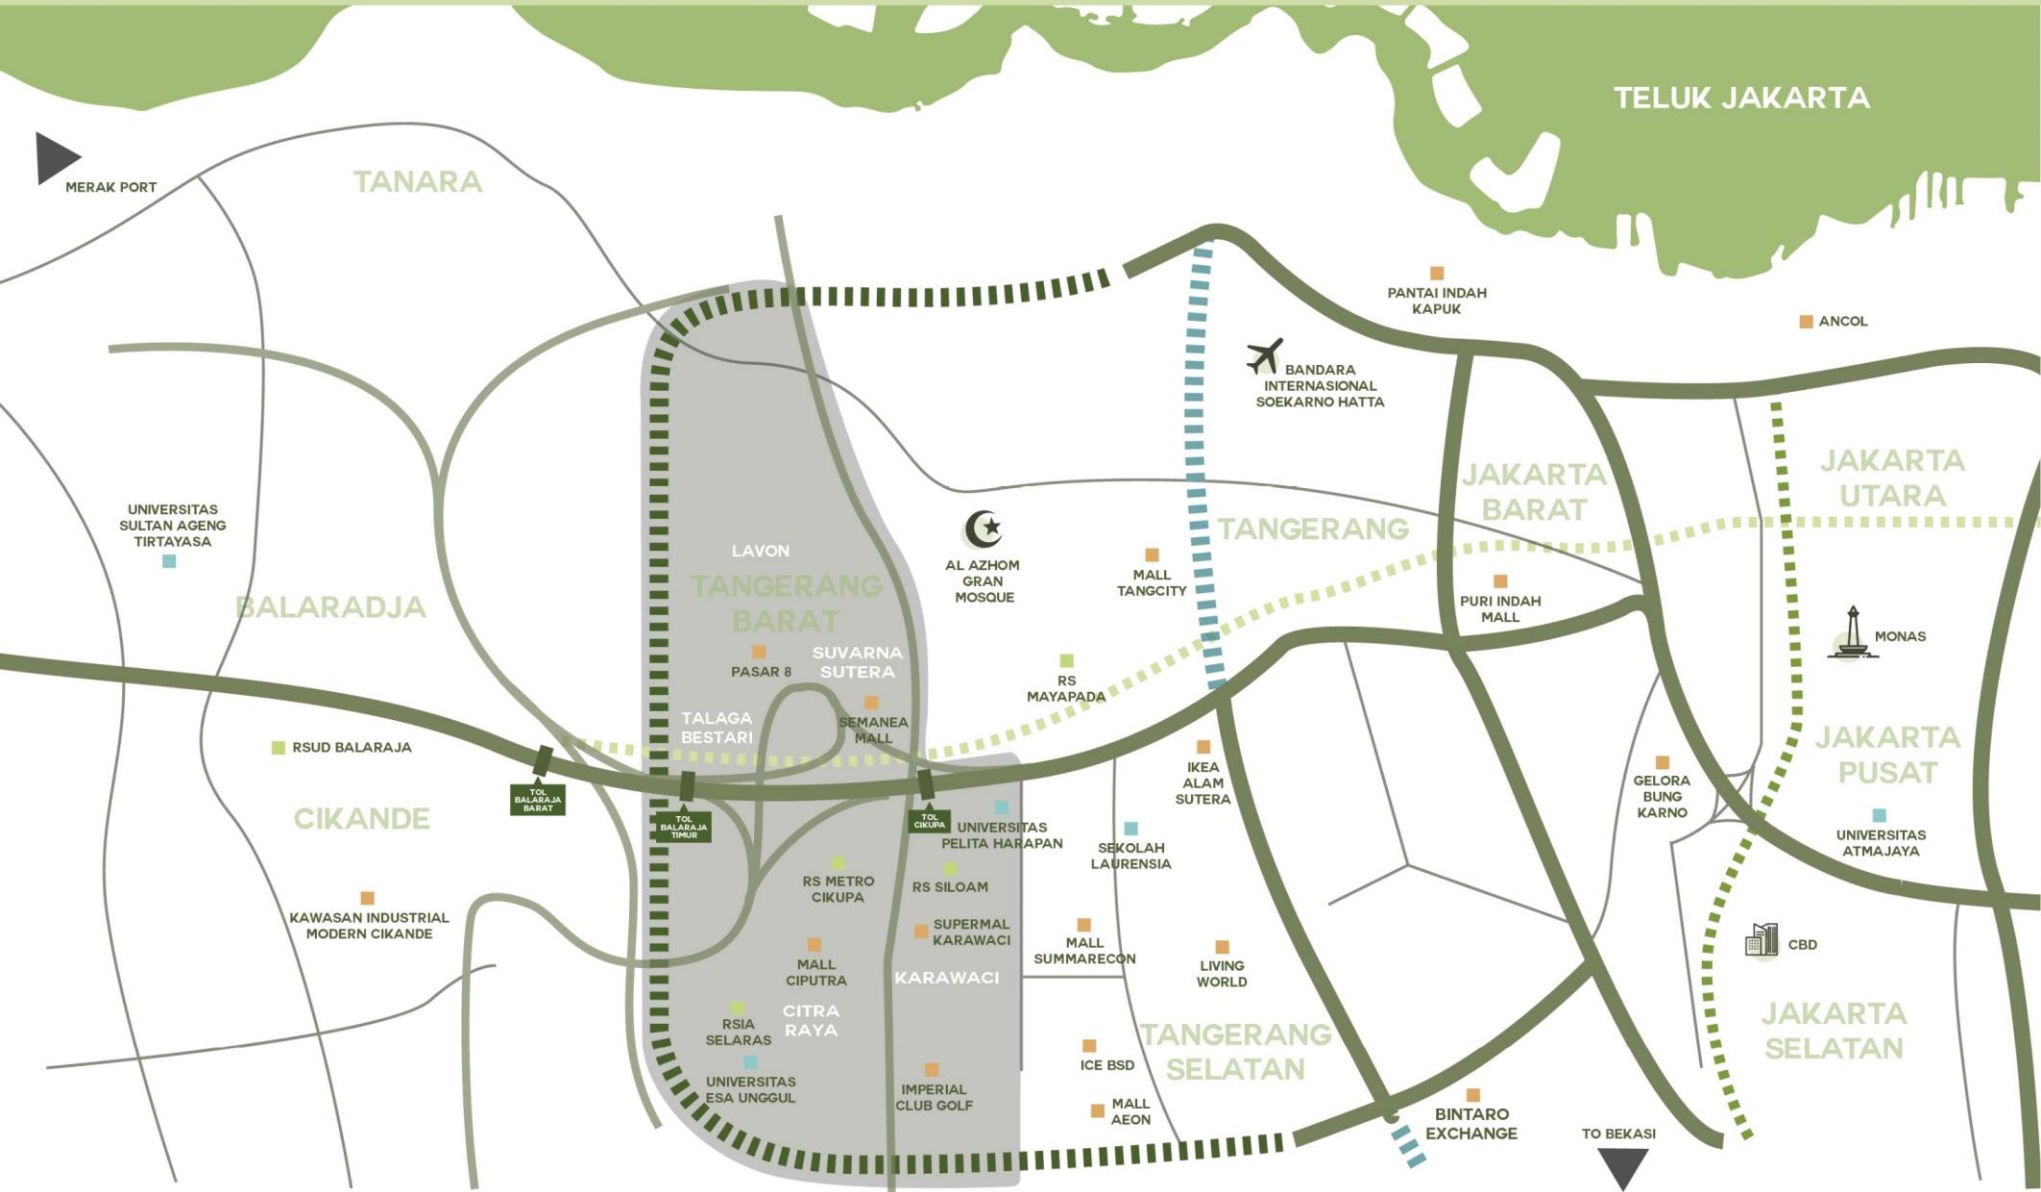 TELUK JAKARTA
MERAK PORT
TANARA
PANTAI INDAH
KAPUK
ANCOL
BANDARA
INTERNASIONAL
SOEKARNO HATTA
JAKARTA
BARAT
JAKARTA
UTARA
UNIVERSITAS
SULTAN AGENG
TIRTAYASA
TANGERANG
LAVON
AL AZHOM
GRAN
MOSQUE
MALL
TANGCITY
TANGERANG
BARAT
BALARADJA
PURI INDAH
MALL
MONAS
SUVARNA
SUTERA
PASAR 8
RS
MAYAPADA
TALAGA
BESTARI
SEMANEA
MALL
RSUD BALARAJA
JAKARTA
PUSAT
IKEA
ALAM
SUTERA
GELORA
BUNG
KARNO
TOL
BALARAJA
BARAT
TOL
BALARAJA
TIMUR
TOL
CIKUPA
CIKANDE
UNIVERSITAS
PELITA HARAPAN
SEKOLAH
LAURENSIA
UNIVERSITAS
ATMAJAYA
RS METRO
CIKUPA
RS SILOAM
KAWASAN INDUSTRIAL
MODERN CIKANDE
SUPERMAL
KARAWACI
MALL
SUMMARECON
CBD
MALL
CIPUTRA
KARAWACI
LIVING
WORLD
CITRA
RAYA
RSIA
SELARAS
JAKARTA
SELATAN
TANGERANG
SELATAN
ICE BSD
UNIVERSITAS
ESA UNGGUL
IMPERIAL
CLUB GOLF
MALL
AEON
BINTARO
EXCHANGE
TO BEKASI